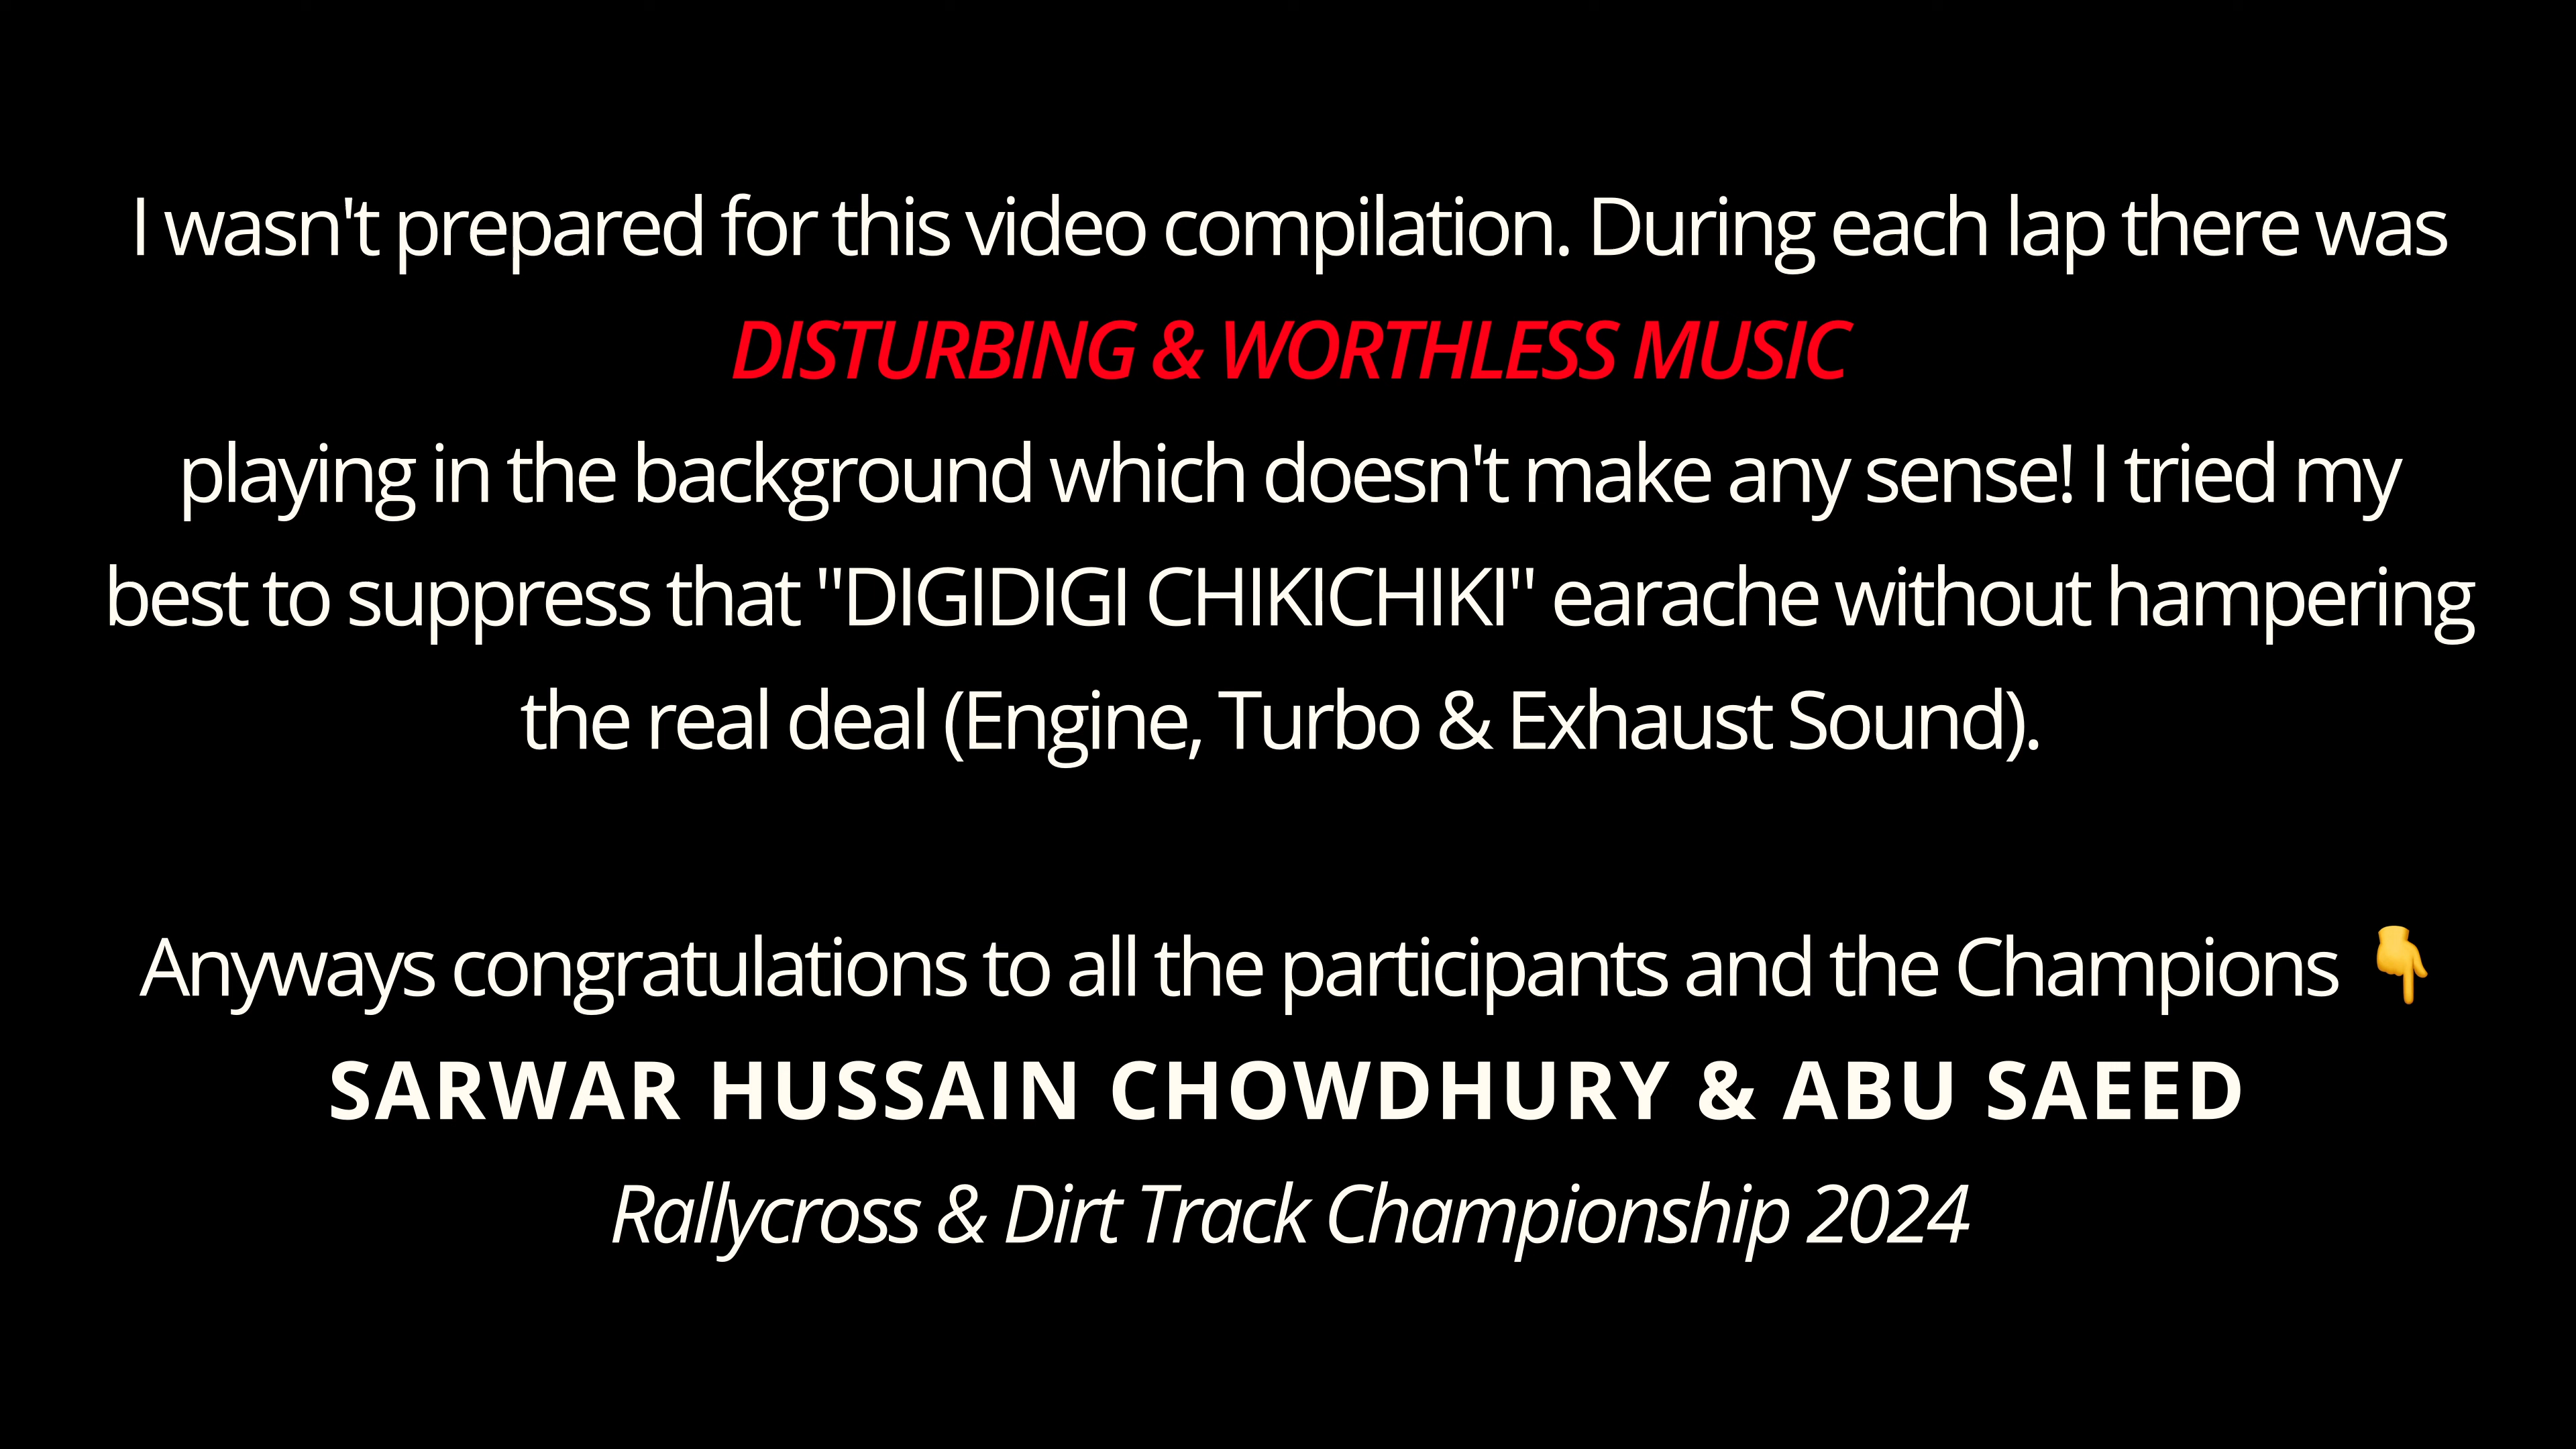 I wasn't prepared for this video compilation. During each lap there was
DISTURBING & WORTHLESS MUSIC
playing in the background which doesn't make any sense! I tried my
best to suppress that "DIGIDIGI CHIKICHIKI" earache without hampering
the real deal (Engine, Turbo & Exhaust Sound).
Anyways congratulations to all the participants and the Champions 👇
SARWAR HUSSAIN CHOWDHURY & ABU SAEED
Rallycross & Dirt Track Championship 2024